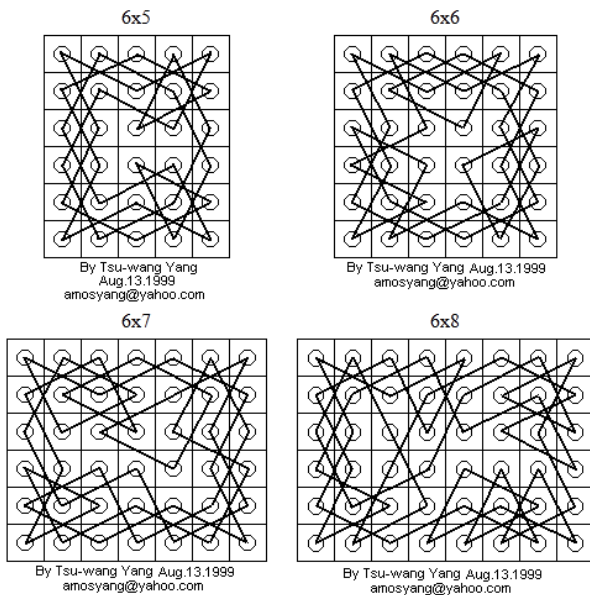 6x5
6x6
By Tsu-wang Yang
Aug.13.1999
amosyang@yahoo.com
By Tsu-wang Yang Aug.13.1999
amosyang@yahoo.com
6x7
6x8
By Tsu-wang Yang Aug.13.1999
amosyang@yahoo.com
By Tsu-wang Yang Aug.13.1999
amosyang@yahoo.com